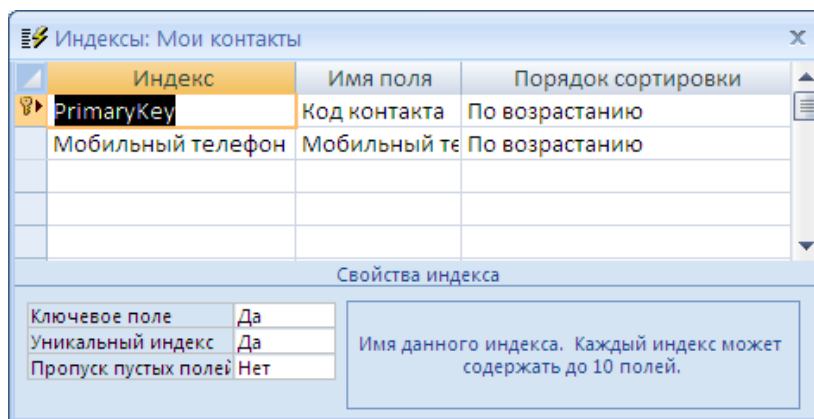 Индексы: Мои контакты
Индекс Имя поля Порядок сортировки
PrimaryKey Код контакта По возрастанию
Мобильный телефон Мобильный те По возрастанию
Свойства индекса
Ключевое поле Да
Уникальный индекс Да
Пропуск пустых полей Нет
Имя данного индекса. Каждый индекс может
содержать до 10 полей.